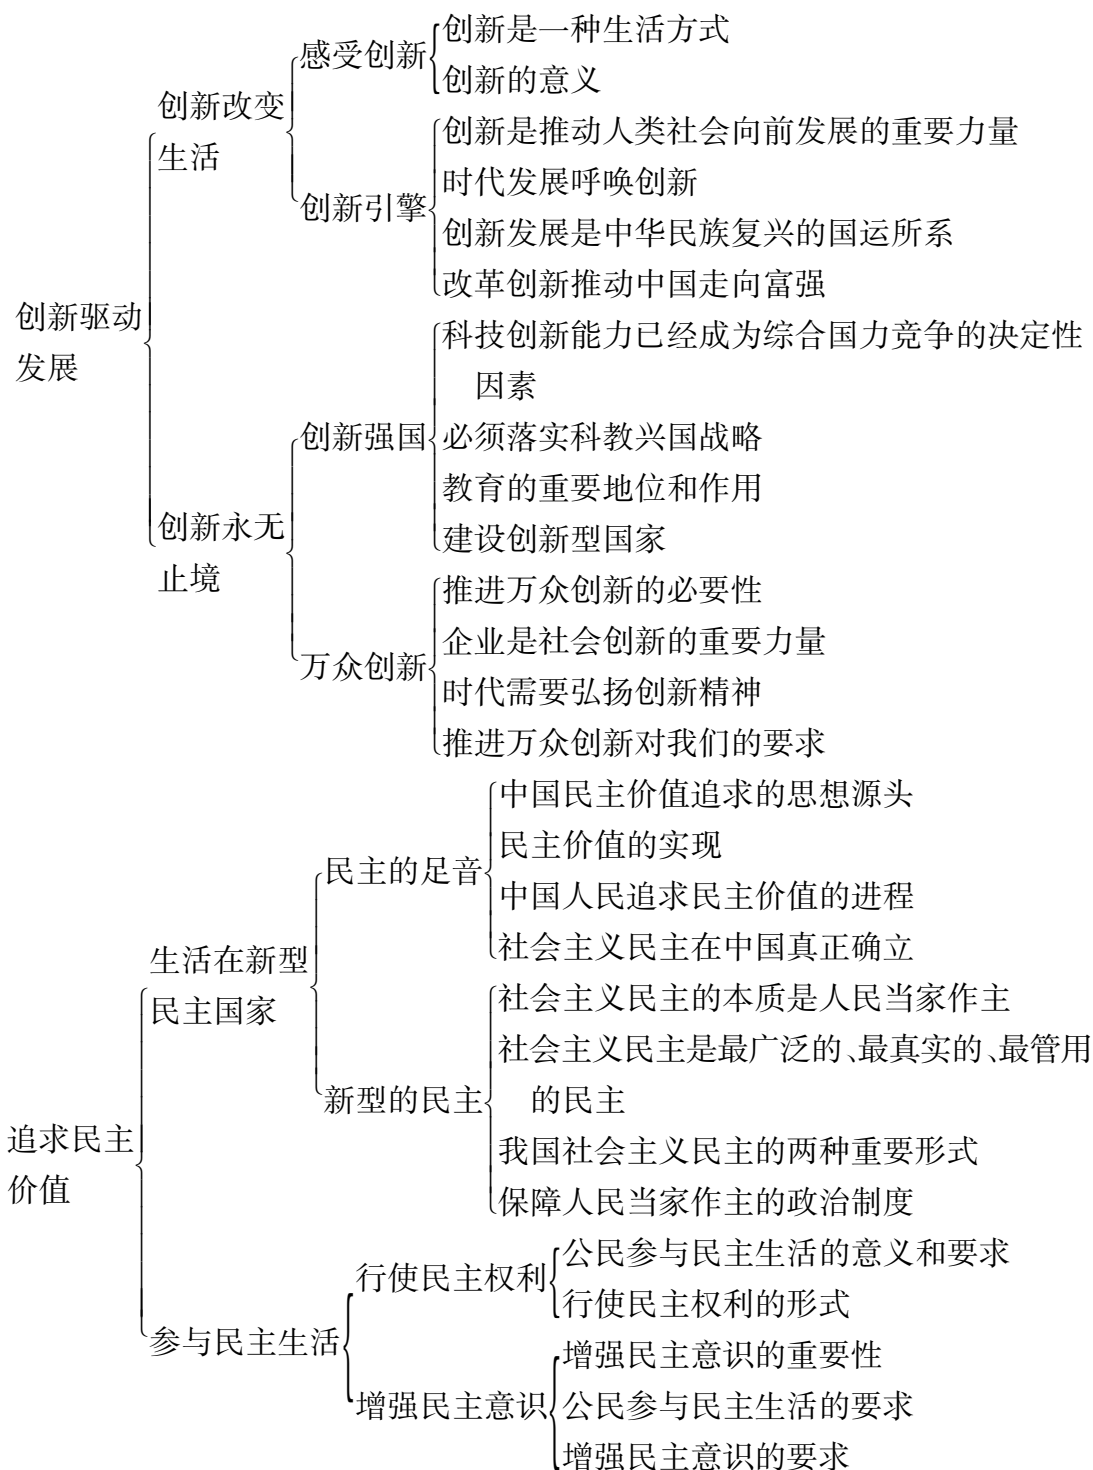 创新驱动
发展
创新改变
生活
感受创新
创新是一种生活方式
创新的意义
创新引擎
创新是推动人类社会向前发展的重要力量
时代发展呼唤创新
创新发展是中华民族复兴的国运所系
改革创新推动中国走向富强
创新永无
止境
创新强国
科技创新能力已经成为综合国力竞争的决定性
因素
必须落实科教兴国战略
教育的重要地位和作用
建设创新型国家
万众创新
推进万众创新的必要性
企业是社会创新的重要力量
时代需要弘扬创新精神
推进万众创新对我们的要求
追求民主
价值
生活在新型
民主国家
民主的足音
中国民主价值追求的思想源头
民主价值的实现
中国人民追求民主价值的进程
社会主义民主在中国真正确立
新型的民主
社会主义民主的本质是人民当家作主
社会主义民主是最广泛的、最真实的、最管用
的民主
我国社会主义民主的两种重要形式
保障人民当家作主的政治制度
参与民主生活
行使民主权利
公民参与民主生活的意义和要求
行使民主权利的形式
增强民主意识
增强民主意识的重要性
公民参与民主生活的要求
增强民主意识的要求